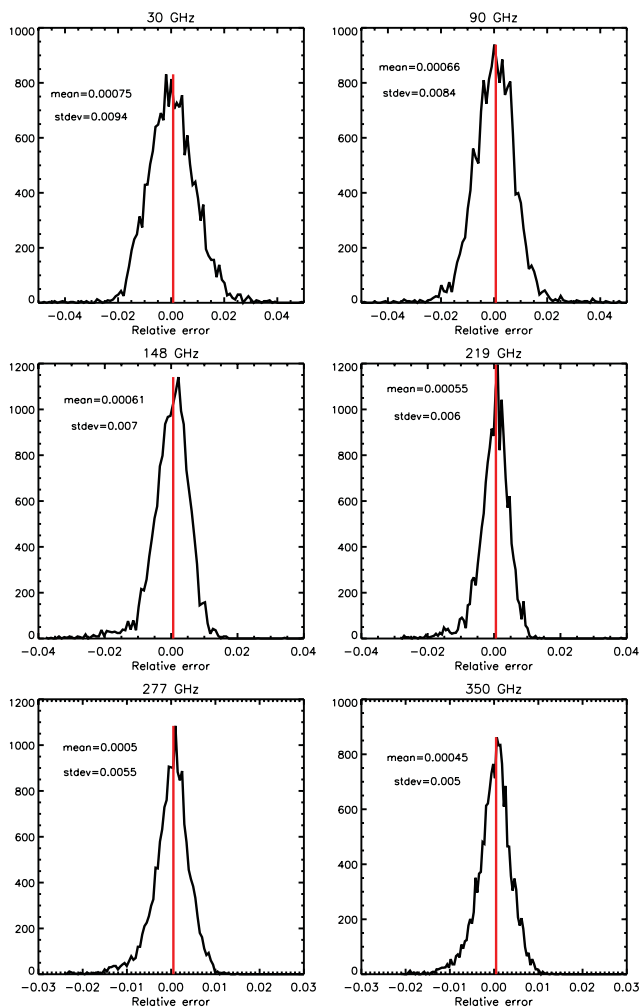 30 GHz
1000
800
600
400
200
0
mean=0.00075
stdev=0.0094
−0.04 −0.02 0.00 0.02 0.04
Relative error
90 GHz
1000
800
600
400
200
0
mean=0.00066
stdev=0.0084
−0.04 −0.02 0.00 0.02 0.04
Relative error
148 GHz
1200
1000
800
600
400
200
0
mean=0.00061
stdev=0.007
−0.04 −0.02 0.00 0.02 0.04
Relative error
219 GHz
1200
1000
800
600
400
200
0
mean=0.00055
stdev=0.006
−0.04 −0.02 0.00 0.02 0.04
Relative error
277 GHz
1200
1000
800
600
400
200
0
mean=0.0005
stdev=0.0055
−0.03 −0.02 −0.01 0.00 0.01 0.02 0.03
Relative error
350 GHz
1000
800
600
400
200
0
mean=0.00045
stdev=0.005
−0.03 −0.02 −0.01 0.00 0.01 0.02 0.03
Relative error